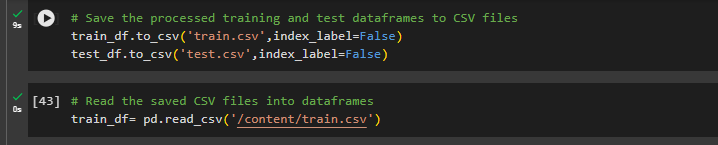 # Save the processed training and test dataframes to CSV files
9s
train_df.to_csv('train.csv',index_label=False)
test_df.to_csv('test.csv',index_label=False)
[43] # Read the saved CSV files into dataframes
0s
train_df= pd.read_csv('/content/train.csv')